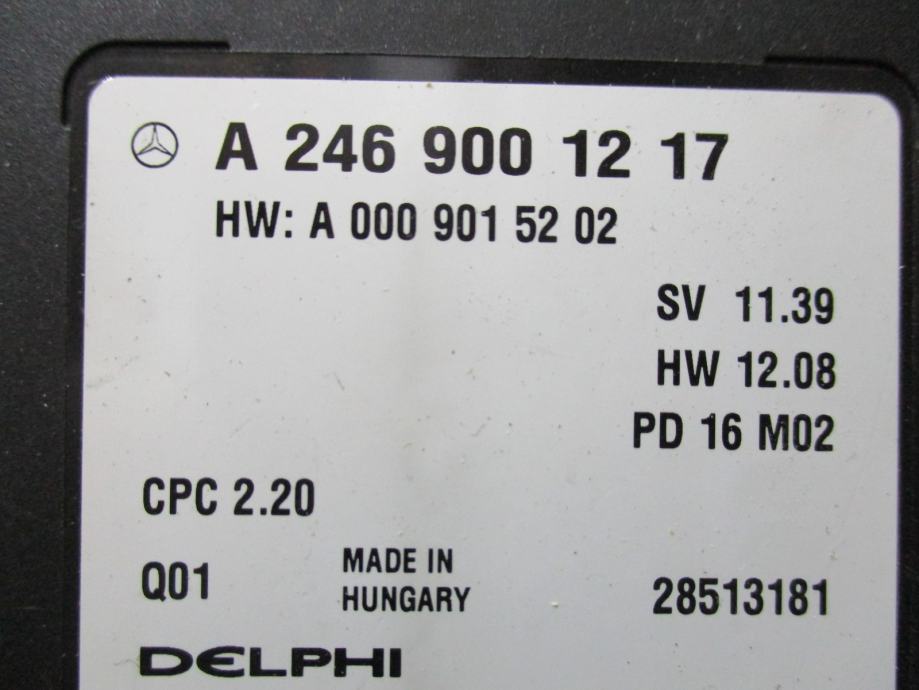 A 246 900 12 17
HW: A 000 901 52 02
SV 11.39
HW 12.08
PD 16 M02
CPC 2.20
Q01
MADE IN
HUNGARY
28513181
DELPHI